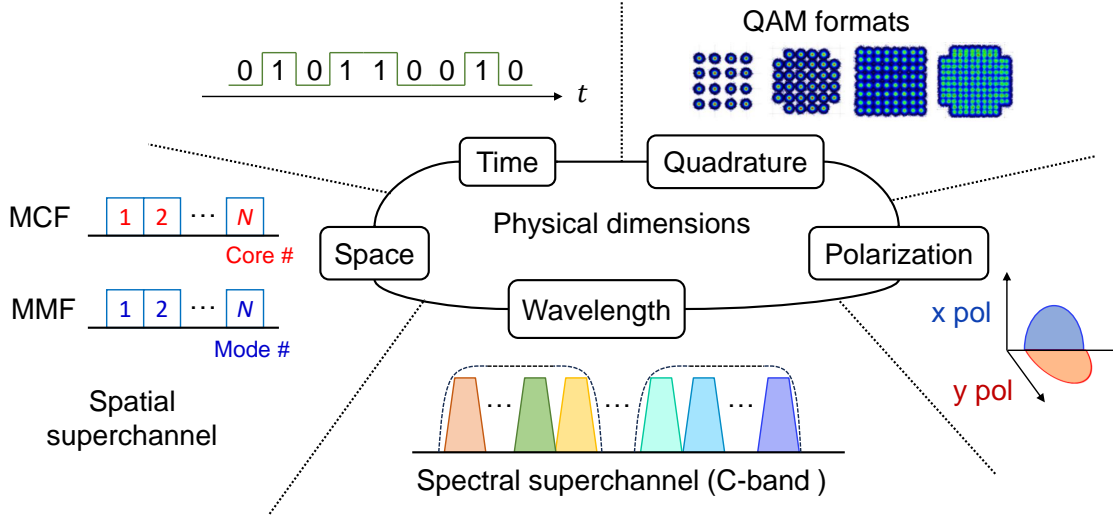 QAM formats
0 1 0 1 1 0 0 1 0
t
Time
Quadrature
Physical dimensions
MCF
1 2 ⋯ N
Core #
Space
Polarization
MMF
1 2 ⋯ N
Mode #
Wavelength
x pol
y pol
Spatial
superchannel
⋯ ⋯ ⋯
Spectral superchannel (C-band )